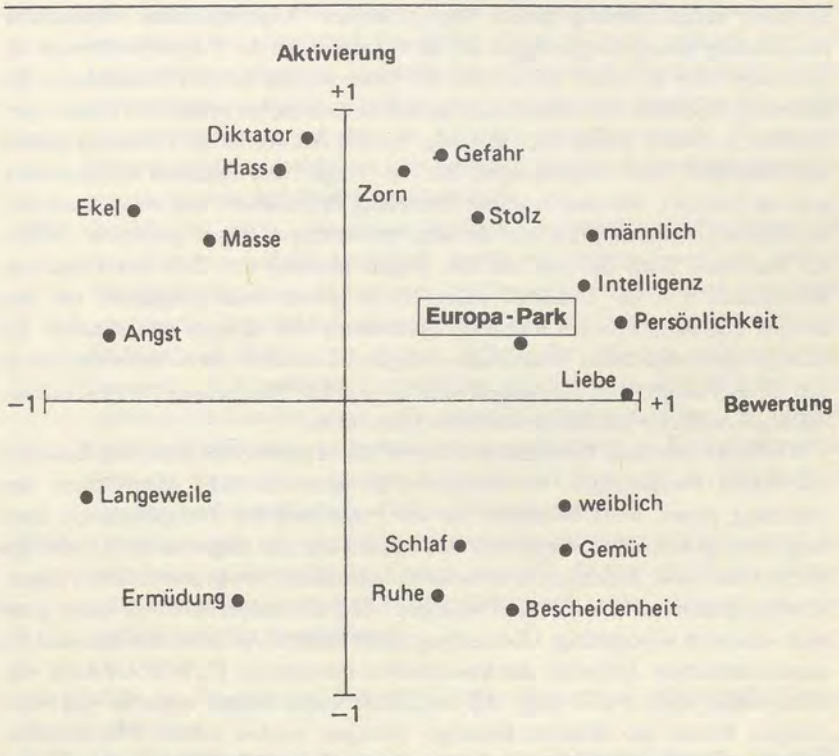 Aktivierung
+1
Diktator
Gefahr
Hass
Zorn
Ekel
Stolz
Masse
männlich
Intelligenz
Europa-Park
Persönlichkeit
Angst
Liebe
−1
+1
Bewertung
Langeweile
weiblich
Schlaf
Gemüt
Ermüdung
Ruhe
Bescheidenheit
−1